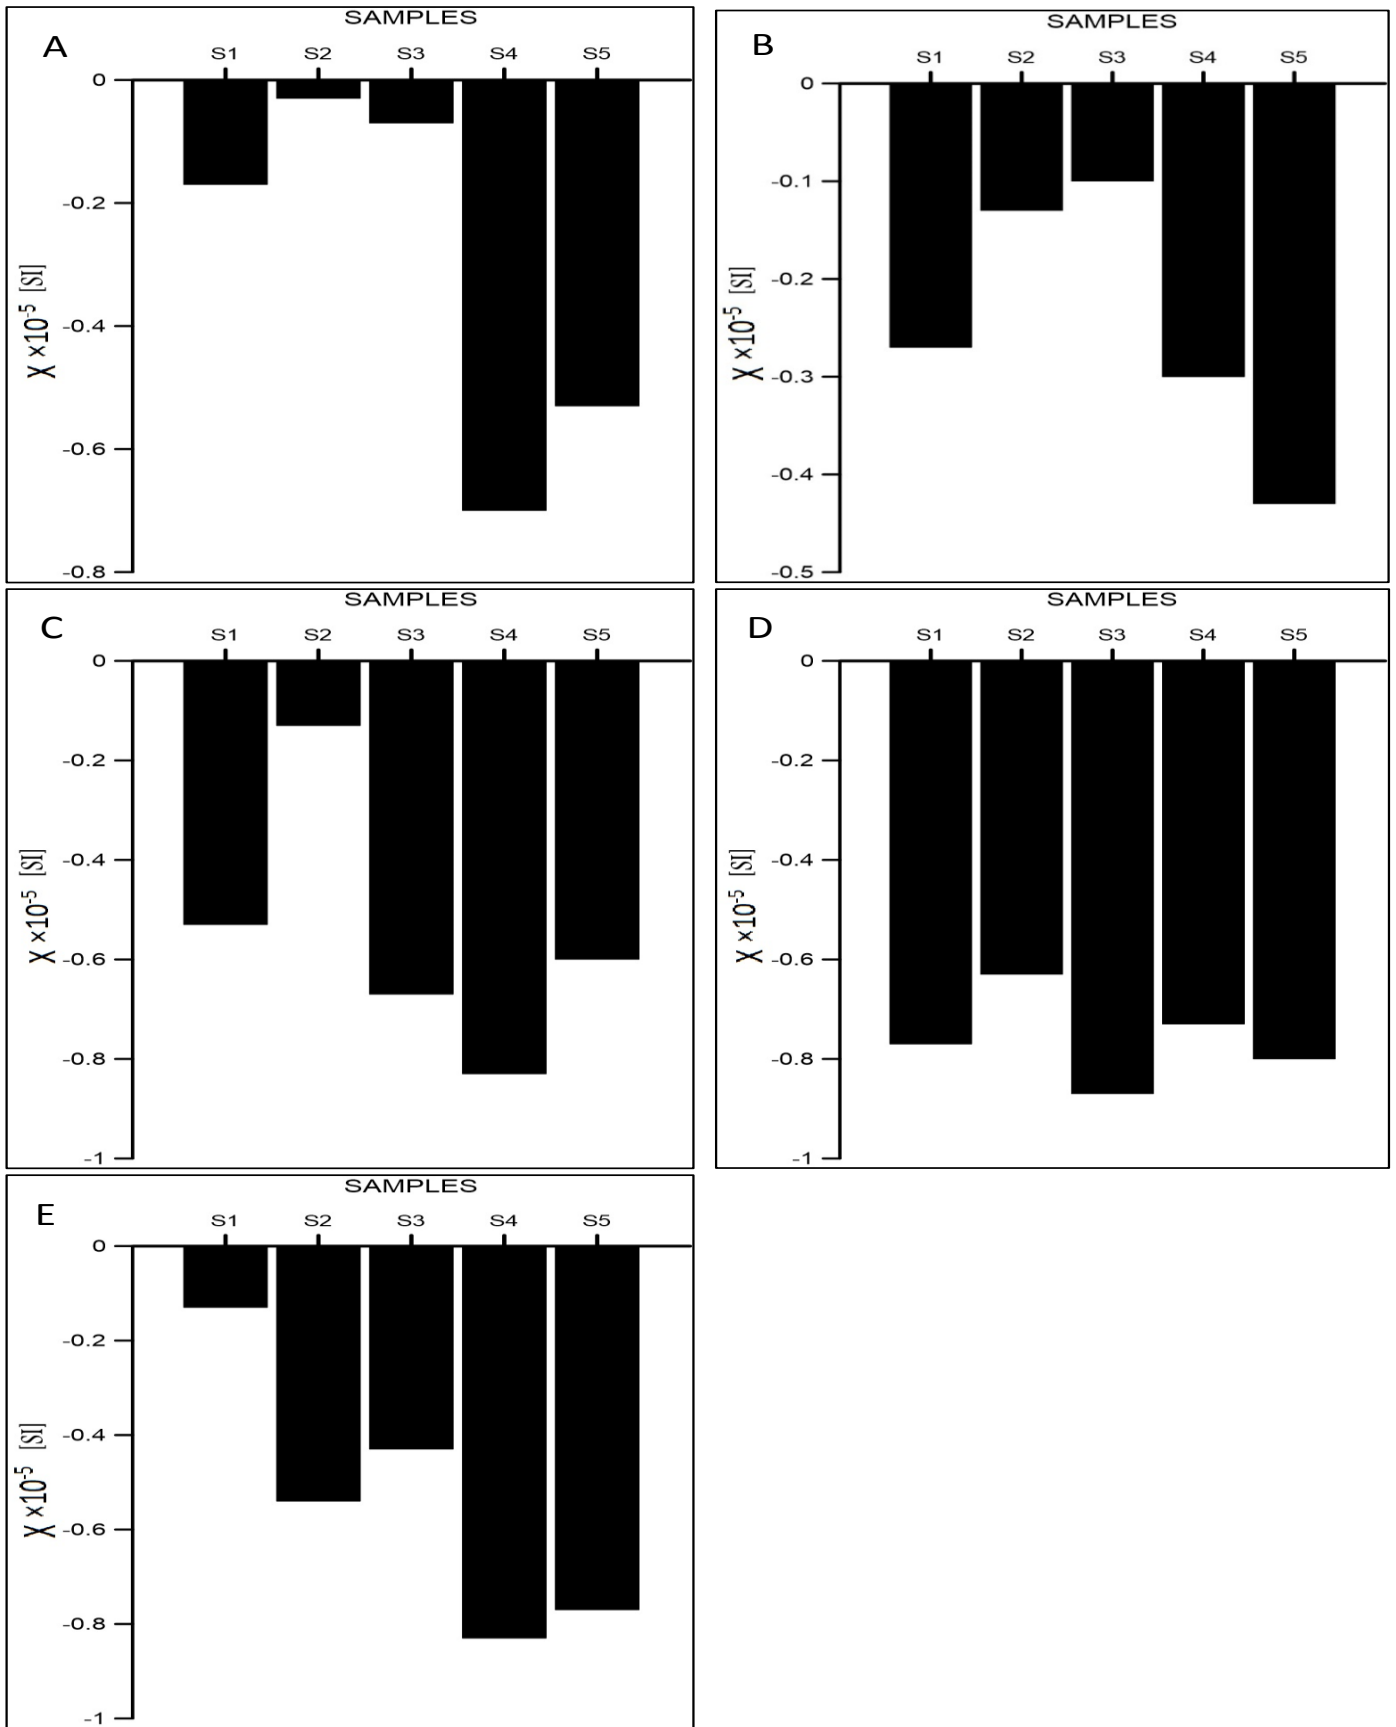 SAMPLES
A
S1 S2 S3 S4 S5
0
-0.2
-0.4
-0.6
-0.8
χ ×10⁻⁵ [SI]
SAMPLES
B
S1 S2 S3 S4 S5
0
-0.1
-0.2
-0.3
-0.4
-0.5
χ ×10⁻⁵ [SI]
SAMPLES
C
S1 S2 S3 S4 S5
0
-0.2
-0.4
-0.6
-0.8
-1
χ ×10⁻⁵ [SI]
SAMPLES
D
S1 S2 S3 S4 S5
0
-0.2
-0.4
-0.6
-0.8
-1
χ ×10⁻⁵ [SI]
SAMPLES
E
S1 S2 S3 S4 S5
0
-0.2
-0.4
-0.6
-0.8
-1
χ ×10⁻⁵ [SI]